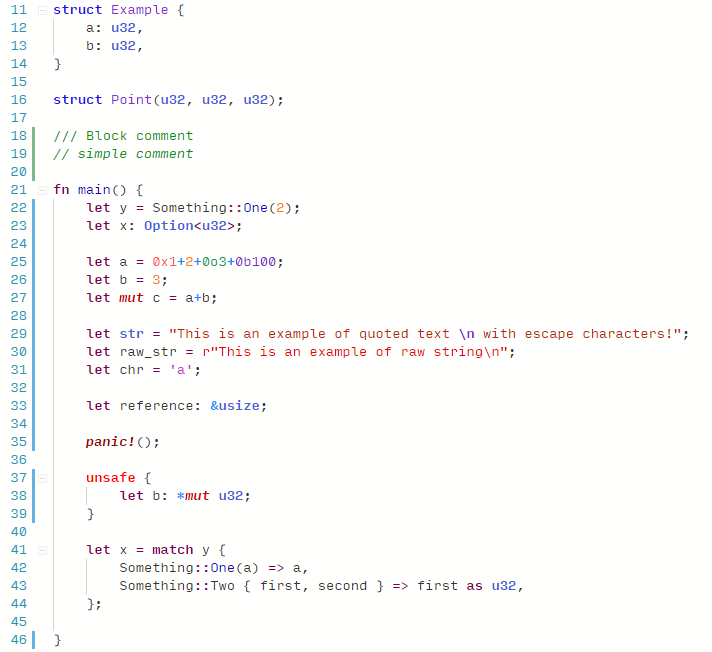 11 struct Example {
12     a: u32,
13     b: u32,
14 }
15
16 struct Point(u32, u32, u32);
17
18 /// Block comment
19 // simple comment
20
21 fn main() {
22     let y = Something::One(2);
23     let x: Option<u32>;
24
25     let a = 0x1+2+0o3+0b100;
26     let b = 3;
27     let mut c = a+b;
28
29     let str = "This is an example of quoted text \n with escape characters!";
30     let raw_str = r"This is an example of raw string\n";
31     let chr = 'a';
32
33     let reference: &usize;
34
35     panic!();
36
37     unsafe {
38         let b: *mut u32;
39     }
40
41     let x = match y {
42         Something::One(a) => a,
43         Something::Two { first, second } => first as u32,
44     };
45
46 }